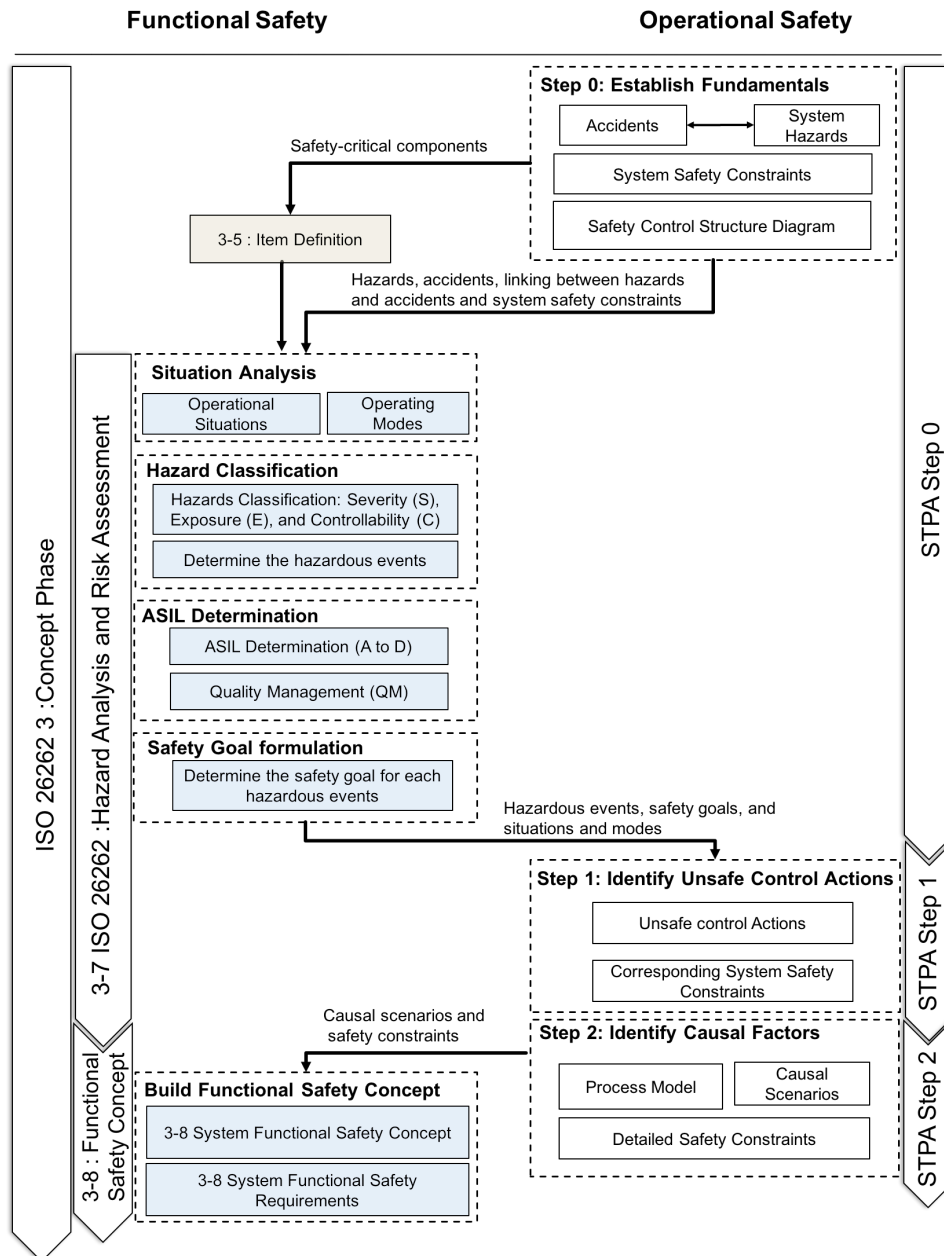 Functional Safety
Operational Safety
Step 0: Establish Fundamentals
Accidents
System
Hazards
System Safety Constraints
Safety Control Structure Diagram
Safety-critical components
3-5 : Item Definition
Hazards, accidents, linking between hazards
and accidents and system safety constraints
Situation Analysis
Operational
Situations
Operating
Modes
Hazard Classification
Hazards Classification: Severity (S),
Exposure (E), and Controllability (C)
Determine the hazardous events
ASIL Determination
ASIL Determination (A to D)
Quality Management (QM)
Safety Goal formulation
Determine the safety goal for each
hazardous events
Hazardous events, safety goals, and
situations and modes
Step 1: Identify Unsafe Control Actions
Unsafe control Actions
Corresponding System Safety
Constraints
Causal scenarios and
safety constraints
Step 2: Identify Causal Factors
Process Model
Causal
Scenarios
Detailed Safety Constraints
Build Functional Safety Concept
3-8 System Functional Safety Concept
3-8 System Functional Safety
Requirements
ISO 26262 3 :Concept Phase
3-7 ISO 26262 :Hazard Analysis and Risk Assessment
3-8 : Functional
Safety Concept
STPA Step 0
STPA Step 1
STPA Step 2